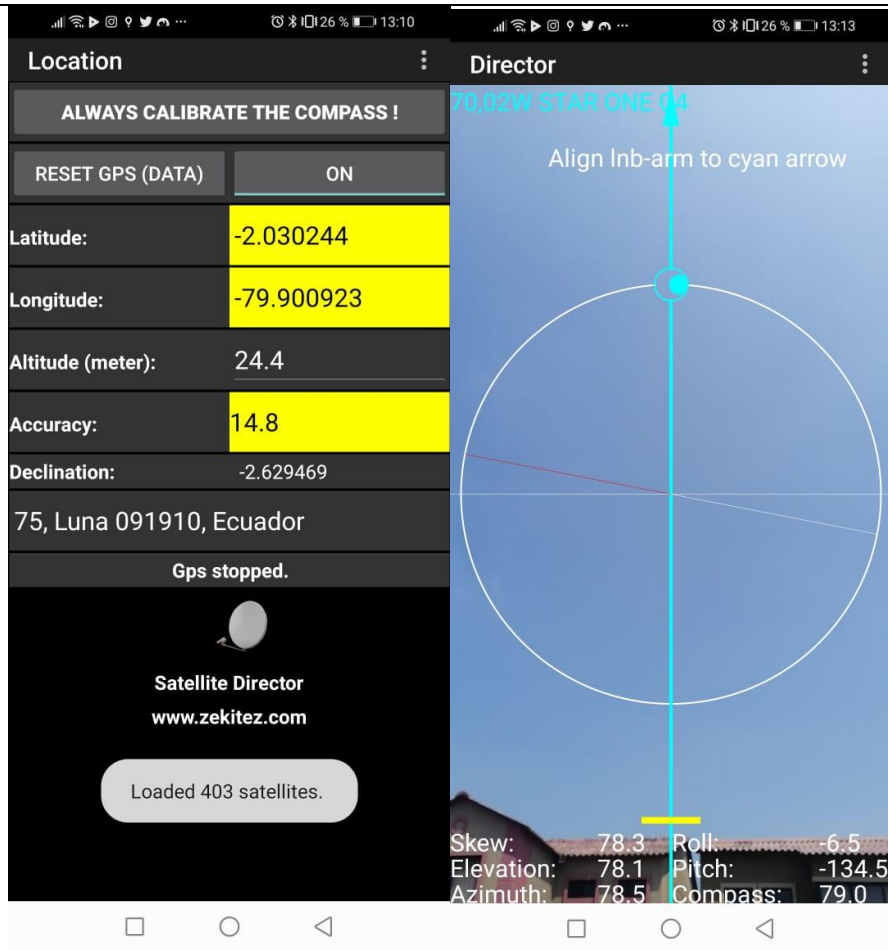 13:10
26 %
Location
ALWAYS CALIBRATE THE COMPASS !
RESET GPS (DATA) ON
Latitude: -2.030244
Longitude: -79.900923
Altitude (meter): 24.4
Accuracy: 14.8
Declination: -2.629469
75, Luna 091910, Ecuador
Gps stopped.
Satellite Director
www.zekitez.com
Loaded 403 satellites.
26 % 13:13
Director
70,02W STAR ONE C4
Align lnb-arm to cyan arrow
Skew: 78.3 Roll: -6.5
Elevation: 78.1 Pitch: -134.5
Azimuth: 78.5 Compass: 79.0